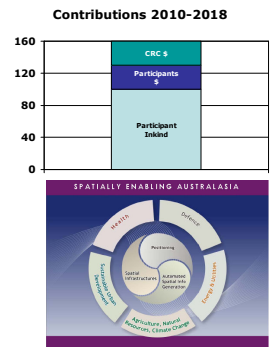 Contributions 2010-2018
160
120
80
40
0
CRC $
Participants
$
Participant
Inkind
SPATIALLY ENABLING AUSTRALASIA
Health
Defence
Energy & Utilities
Agriculture, Natural
Resources, Climate Change
Sustainable Urban
Development
Positioning
Spatial
Infrastructures
Automated
Spatial Info
Generation